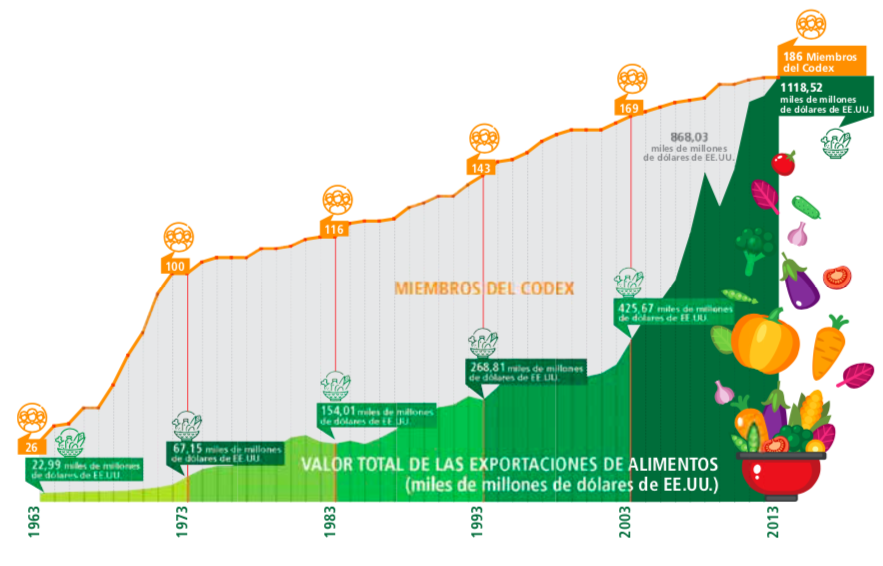 186 Miembros
del Codex
1118,52
miles de millones
de dólares de EE.UU.
169
868,03
miles de millones
de dólares de EE.UU.
143
116
100
MIEMBROS DEL CODEX
425,67 miles de millones
de dólares de EE.UU.
268,81 miles de millones
de dólares de EE.UU.
154,01 miles de millones
de dólares de EE.UU.
26
67,15 miles de millones
de dólares de EE.UU.
22,99 miles de millones
de dólares de EE.UU.
VALOR TOTAL DE LAS EXPORTACIONES DE ALIMENTOS
(miles de millones de dólares de EE.UU.)
1963
1973
1983
1993
2003
2013